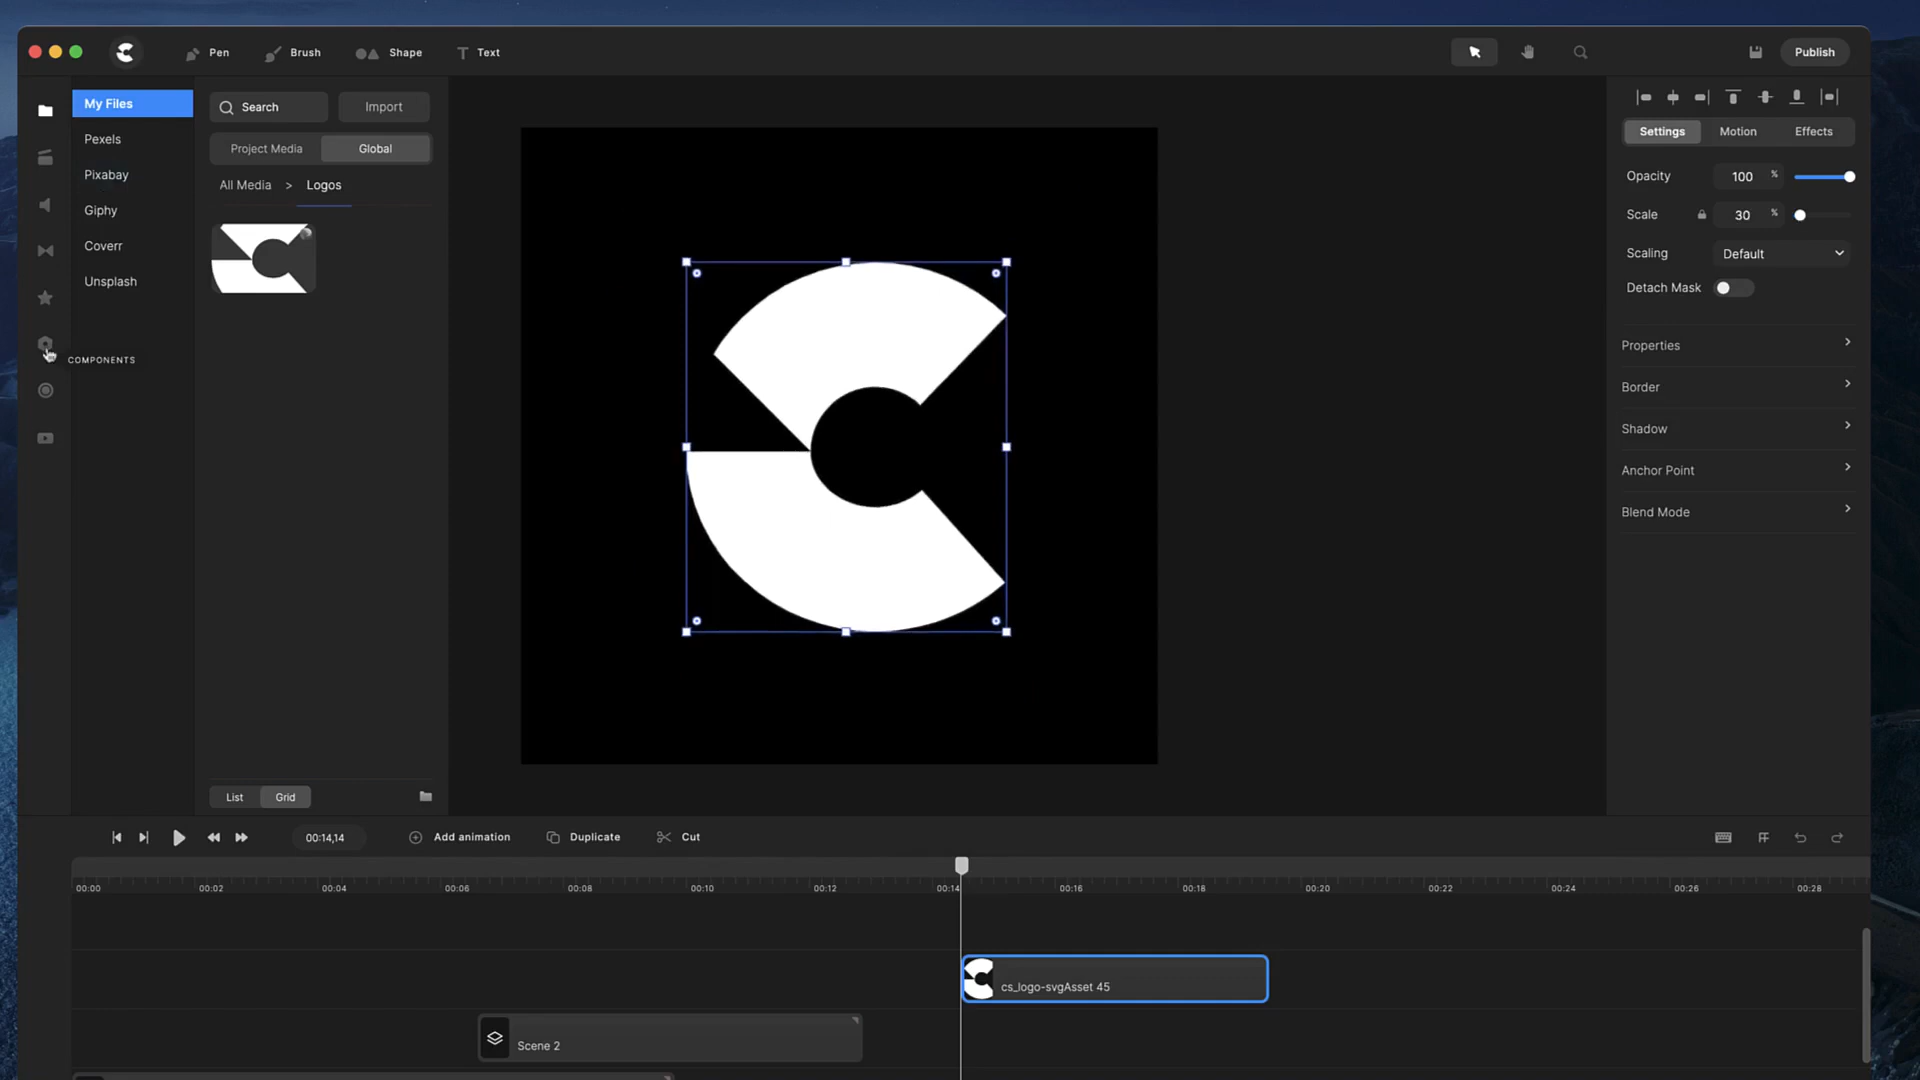 Pen
Brush
Shape
Text
Publish
My Files
Pexels
Pixabay
Giphy
Coverr
Unsplash
COMPONENTS
Search
Import
Project Media
Global
All Media > Logos
List
Grid
Settings
Motion
Effects
Opacity 100 %
Scale 30 %
Scaling Default
Detach Mask
Properties
Border
Shadow
Anchor Point
Blend Mode
00:14,14
Add animation
Duplicate
Cut
00:00 00:02 00:04 00:06 00:08 00:10 00:12 00:14 00:16 00:18 00:20 00:22 00:24 00:26 00:28
cs_logo-svgAsset 45
Scene 2